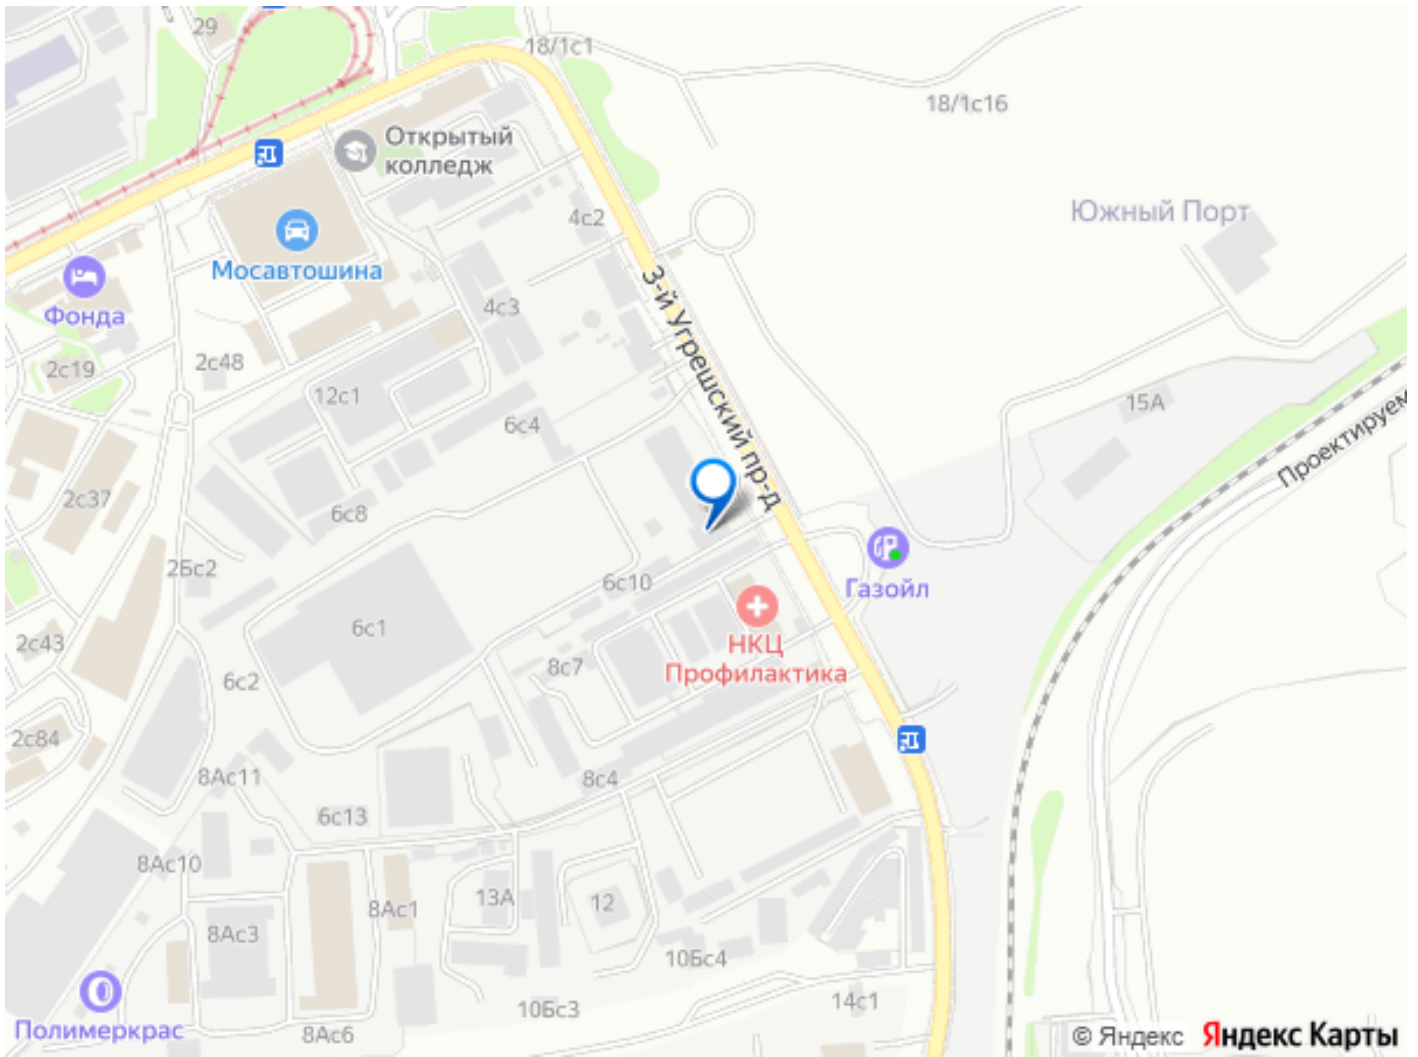 29
18/1с1
18/1с16
Открытый
колледж
Южный Порт
4с2
Мосавтошина
3-й Угрешский пр-д
Фонда
4с3
2с48
2с19
12с1
15А
Проектируем
6с4
2с37
6с8
2Бс2
6с10
Газойл
6с1
2с43
НКЦ
Профилактика
8с7
6с2
2с84
8Ас11
8с4
6с13
8Ас10
13А
12
8Ас1
8Ас3
10Бс4
14с1
10Бс3
Полимеркрас
8Ас6
© Яндекс Яндекс Карты